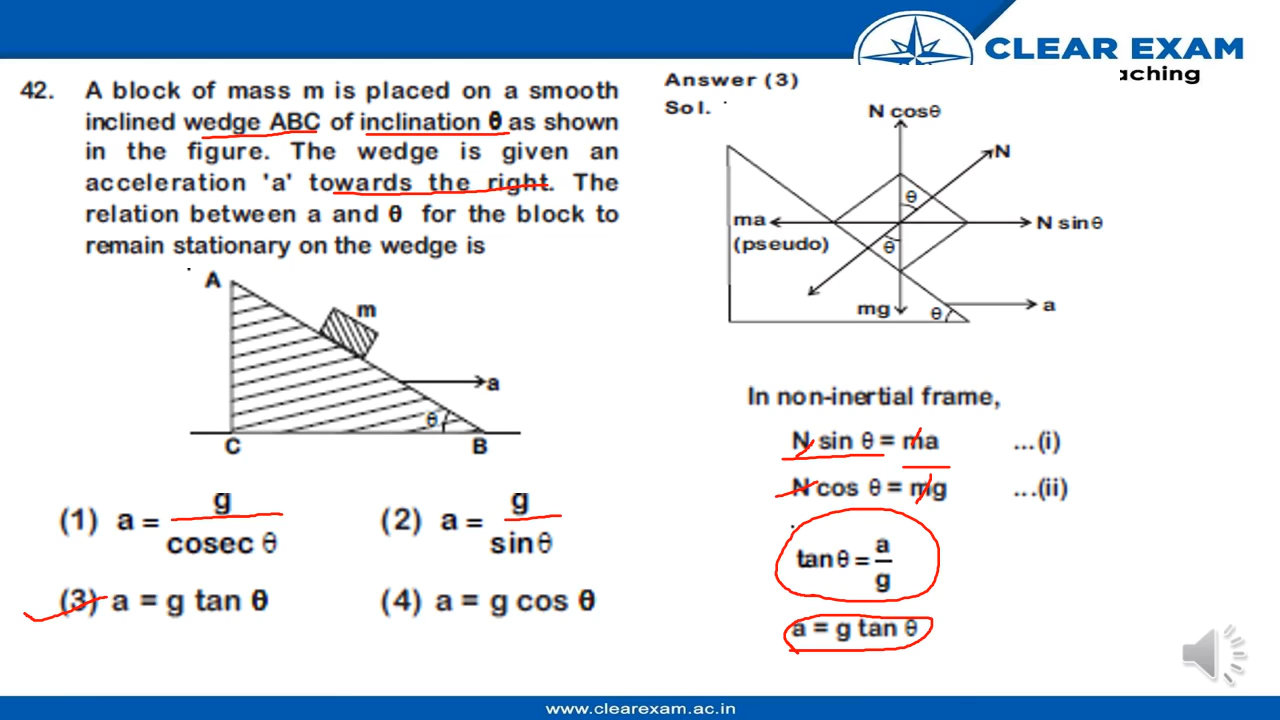 CLEAR EXAM
aching
42. A block of mass m is placed on a smooth
inclined wedge ABC of inclination θ as shown
in the figure. The wedge is given an
acceleration 'a' towards the right. The
relation between a and θ for the block to
remain stationary on the wedge is
A
m
a
θ
C
B
(1) a = g/cosec θ
(2) a = g/sinθ
(3) a = g tan θ
(4) a = g cos θ
Answer (3)
Sol.
N cosθ
N
θ
ma
(pseudo)
N sinθ
θ
mg
θ
a
In non-inertial frame,
N sin θ = ma ...(i)
N cos θ = mg ...(ii)
tanθ = a/g
a = g tan θ
www.clearexam.ac.in